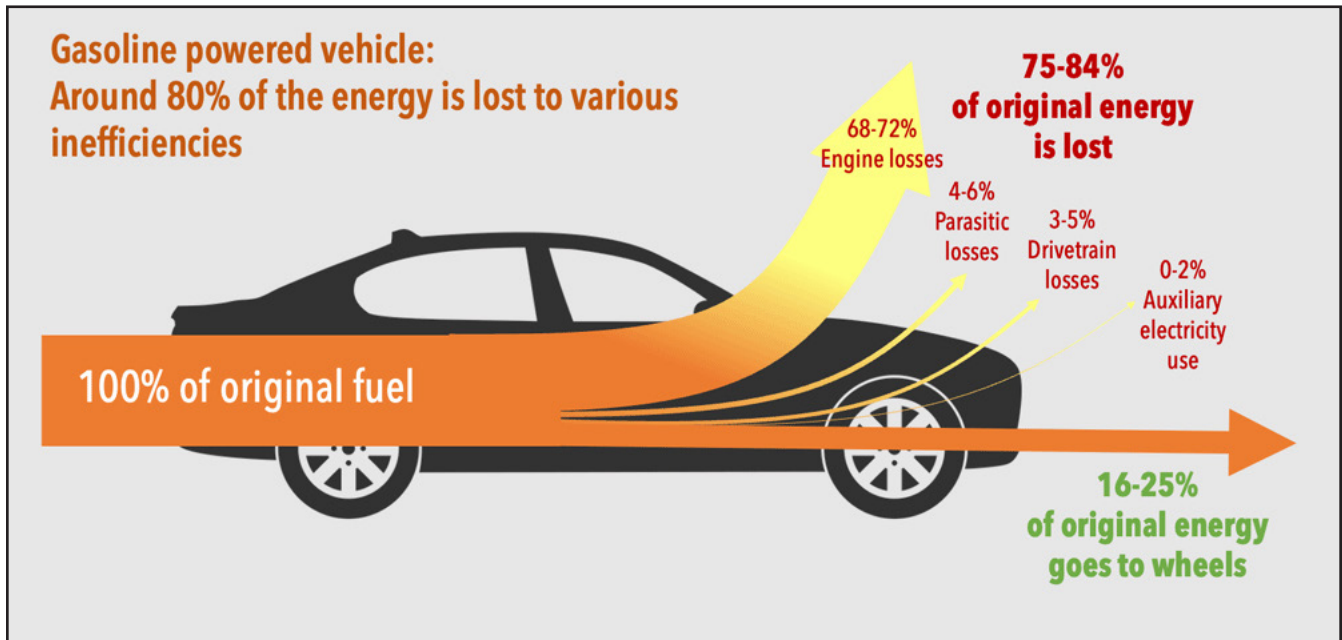 Gasoline powered vehicle:
Around 80% of the energy is lost to various
inefficiencies
75-84%
of original energy
is lost
68-72%
Engine losses
4-6%
Parasitic
losses
3-5%
Drivetrain
losses
0-2%
Auxiliary
electricity
use
100% of original fuel
16-25%
of original energy
goes to wheels